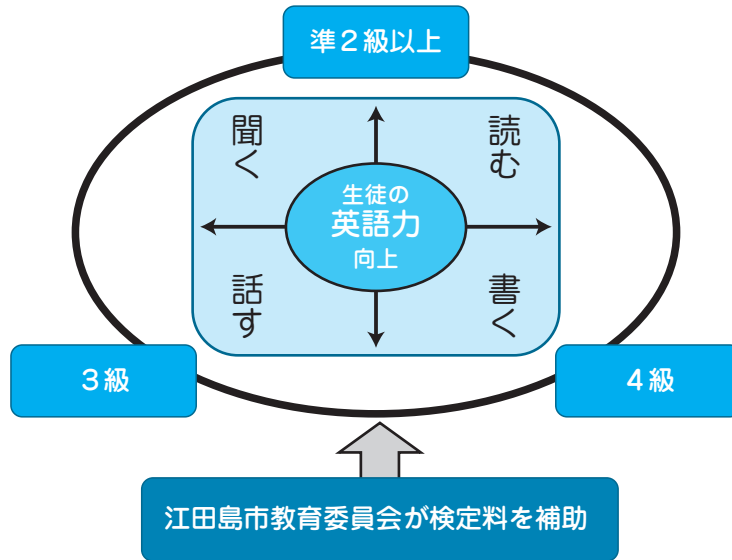 準２級以上
聞く
読む
生徒の
英語力
向上
話す
書く
３級
４級
江田島市教育委員会が検定料を補助